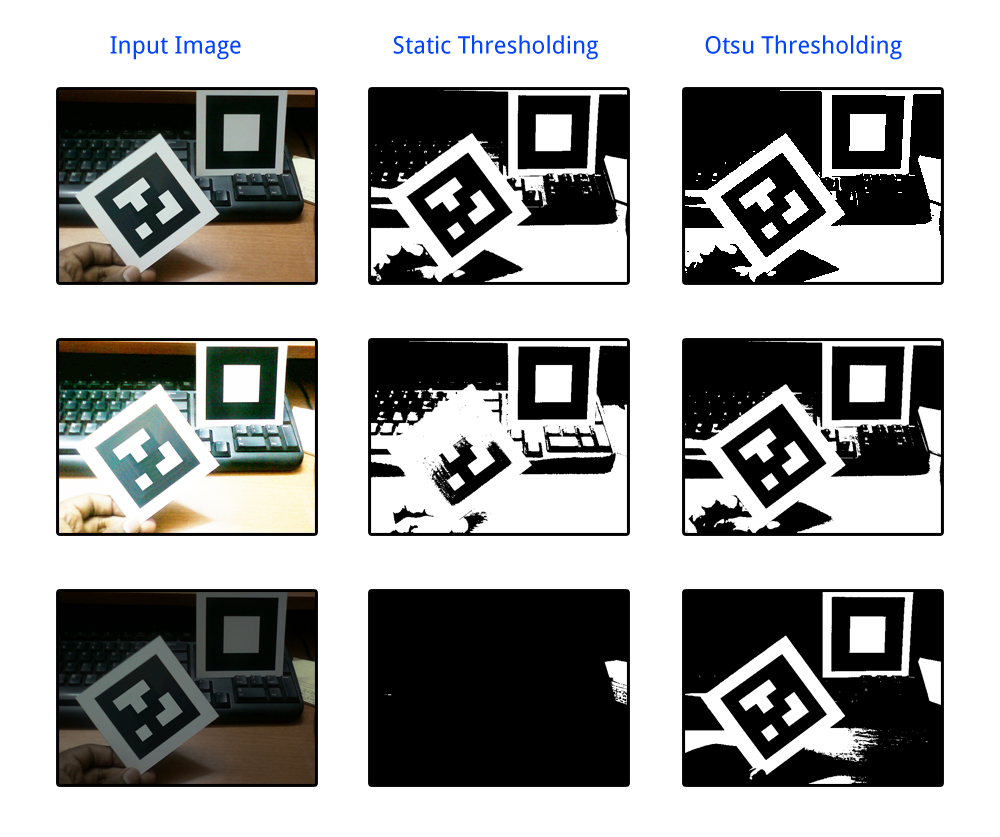 Input Image
Static Thresholding
Otsu Thresholding